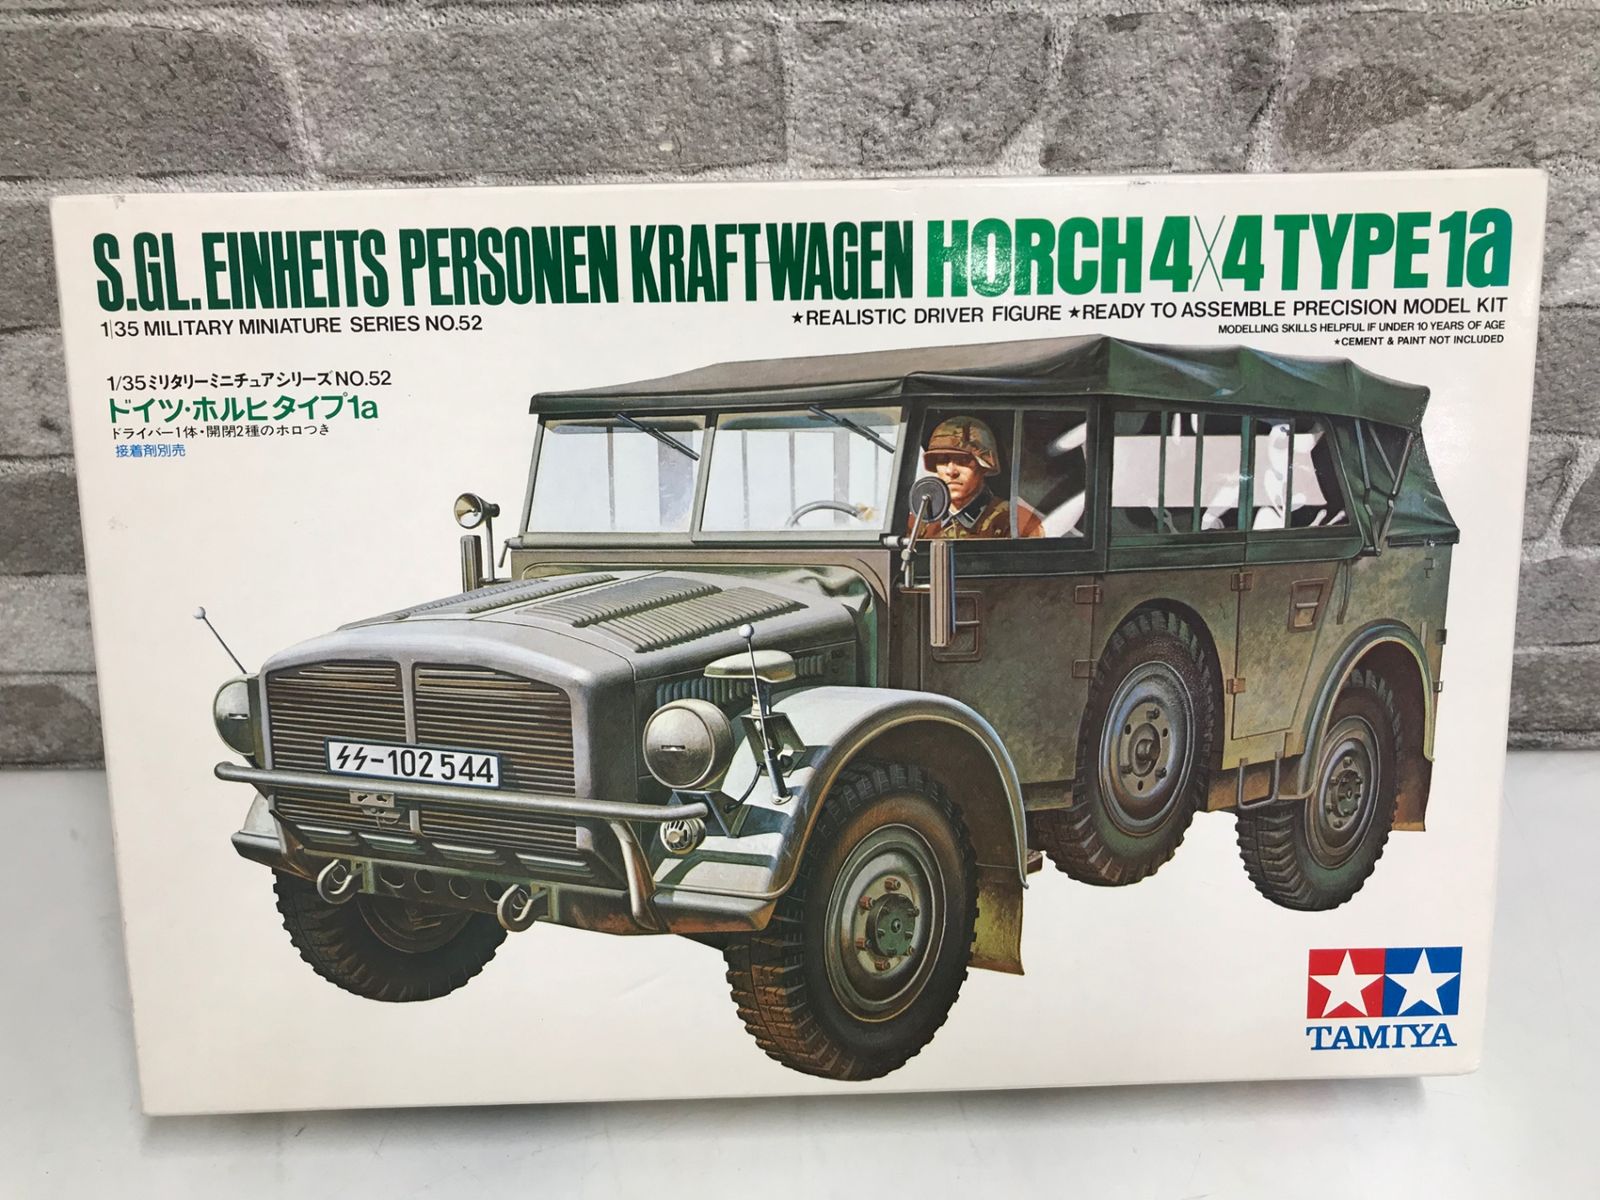 S.GL.EINHEITS PERSONEN KRAFT-WAGEN HORCH 4×4 TYPE 1a
1/35 MILITARY MINIATURE SERIES NO.52
★REALISTIC DRIVER FIGURE ★READY TO ASSEMBLE PRECISION MODEL KIT
MODELLING SKILLS HELPFUL IF UNDER 10 YEARS OF AGE
★CEMENT & PAINT NOT INCLUDED
1/35ミリタリーミニチュアシリーズNO.52
ドイツ・ホルヒタイプ1a
ドライバー1体・開閉2種のホロつき
接着剤別売
SS-102 544
TAMIYA